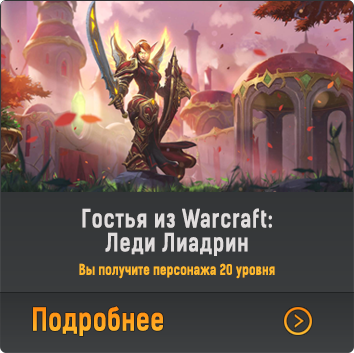 Гостья из Warcraft:
Леди Лиадрин
Вы получите персонажа 20 уровня
Подробнее